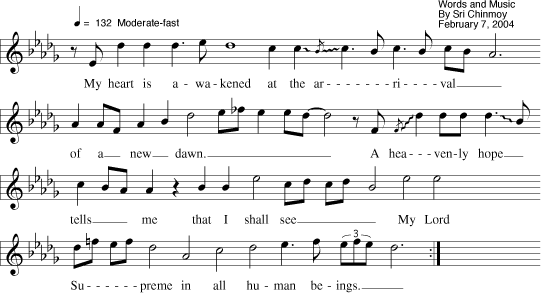 Words and Music
By Sri Chinmoy
February 7, 2004
= 132 Moderate-fast
My heart is a-wa-kened at the ar--------ri-----val
of a new dawn. A hea---ven-ly hope
tells me that I shall see My Lord
3
Su------preme in all hu-man be-ings.